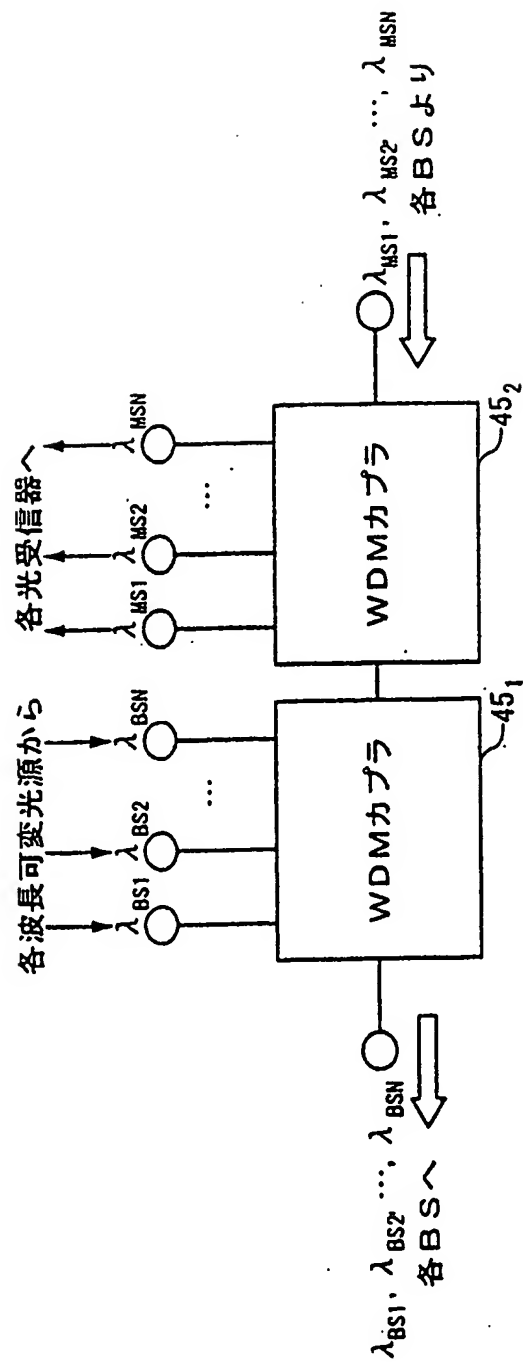 各波長可変光源から
各光受信器へ
λBS1 λBS2 … λBSN
λMS1 λMS2 … λMSN
WDMカプラ
WDMカプラ
45₁
45₂
λBS1, λBS2, …, λBSN
各BSへ
λMS1, λMS2, …, λMSN
各BSより